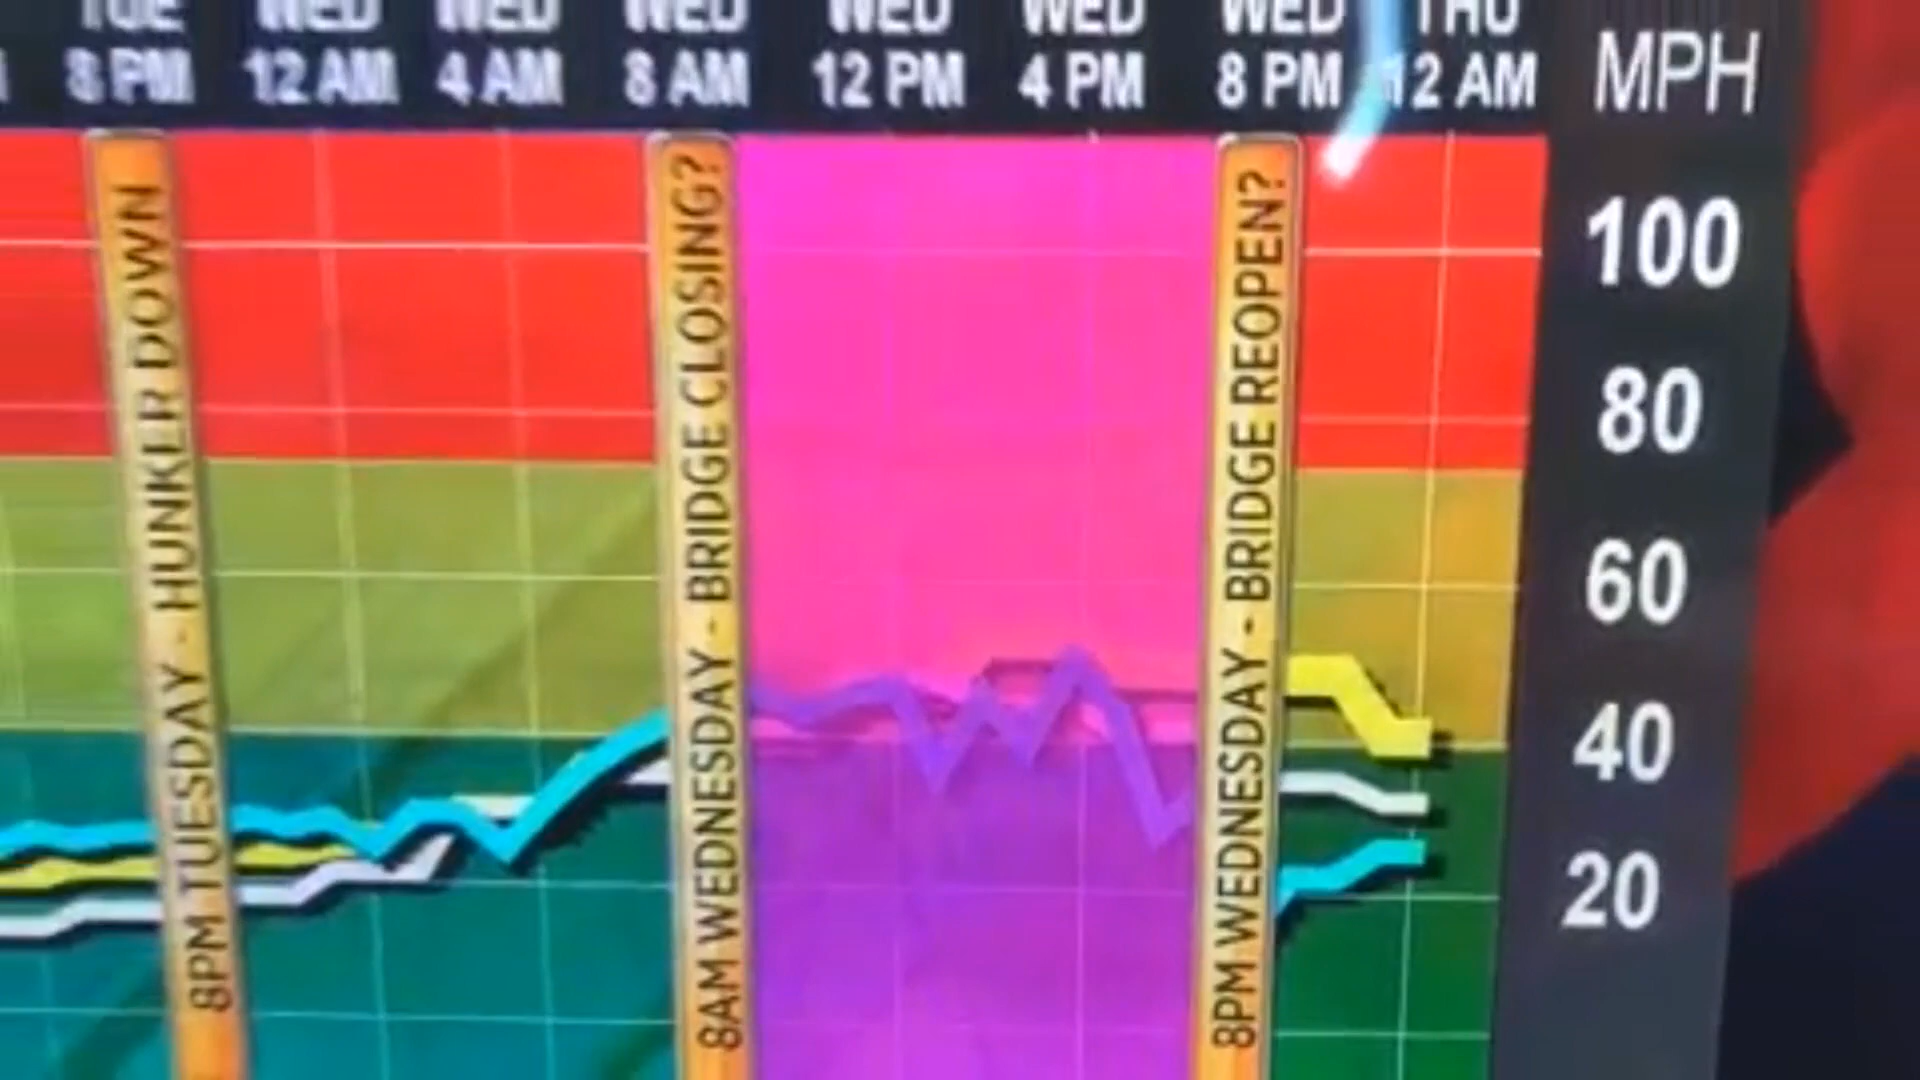 TUE WED WED WED WED WED WED THU
8 PM 12 AM 4 AM 8 AM 12 PM 4 PM 8 PM 12 AM
MPH
100
80
60
40
20
8PM TUESDAY - HUNKER DOWN
8AM WEDNESDAY - BRIDGE CLOSING?
8PM WEDNESDAY - BRIDGE REOPEN?